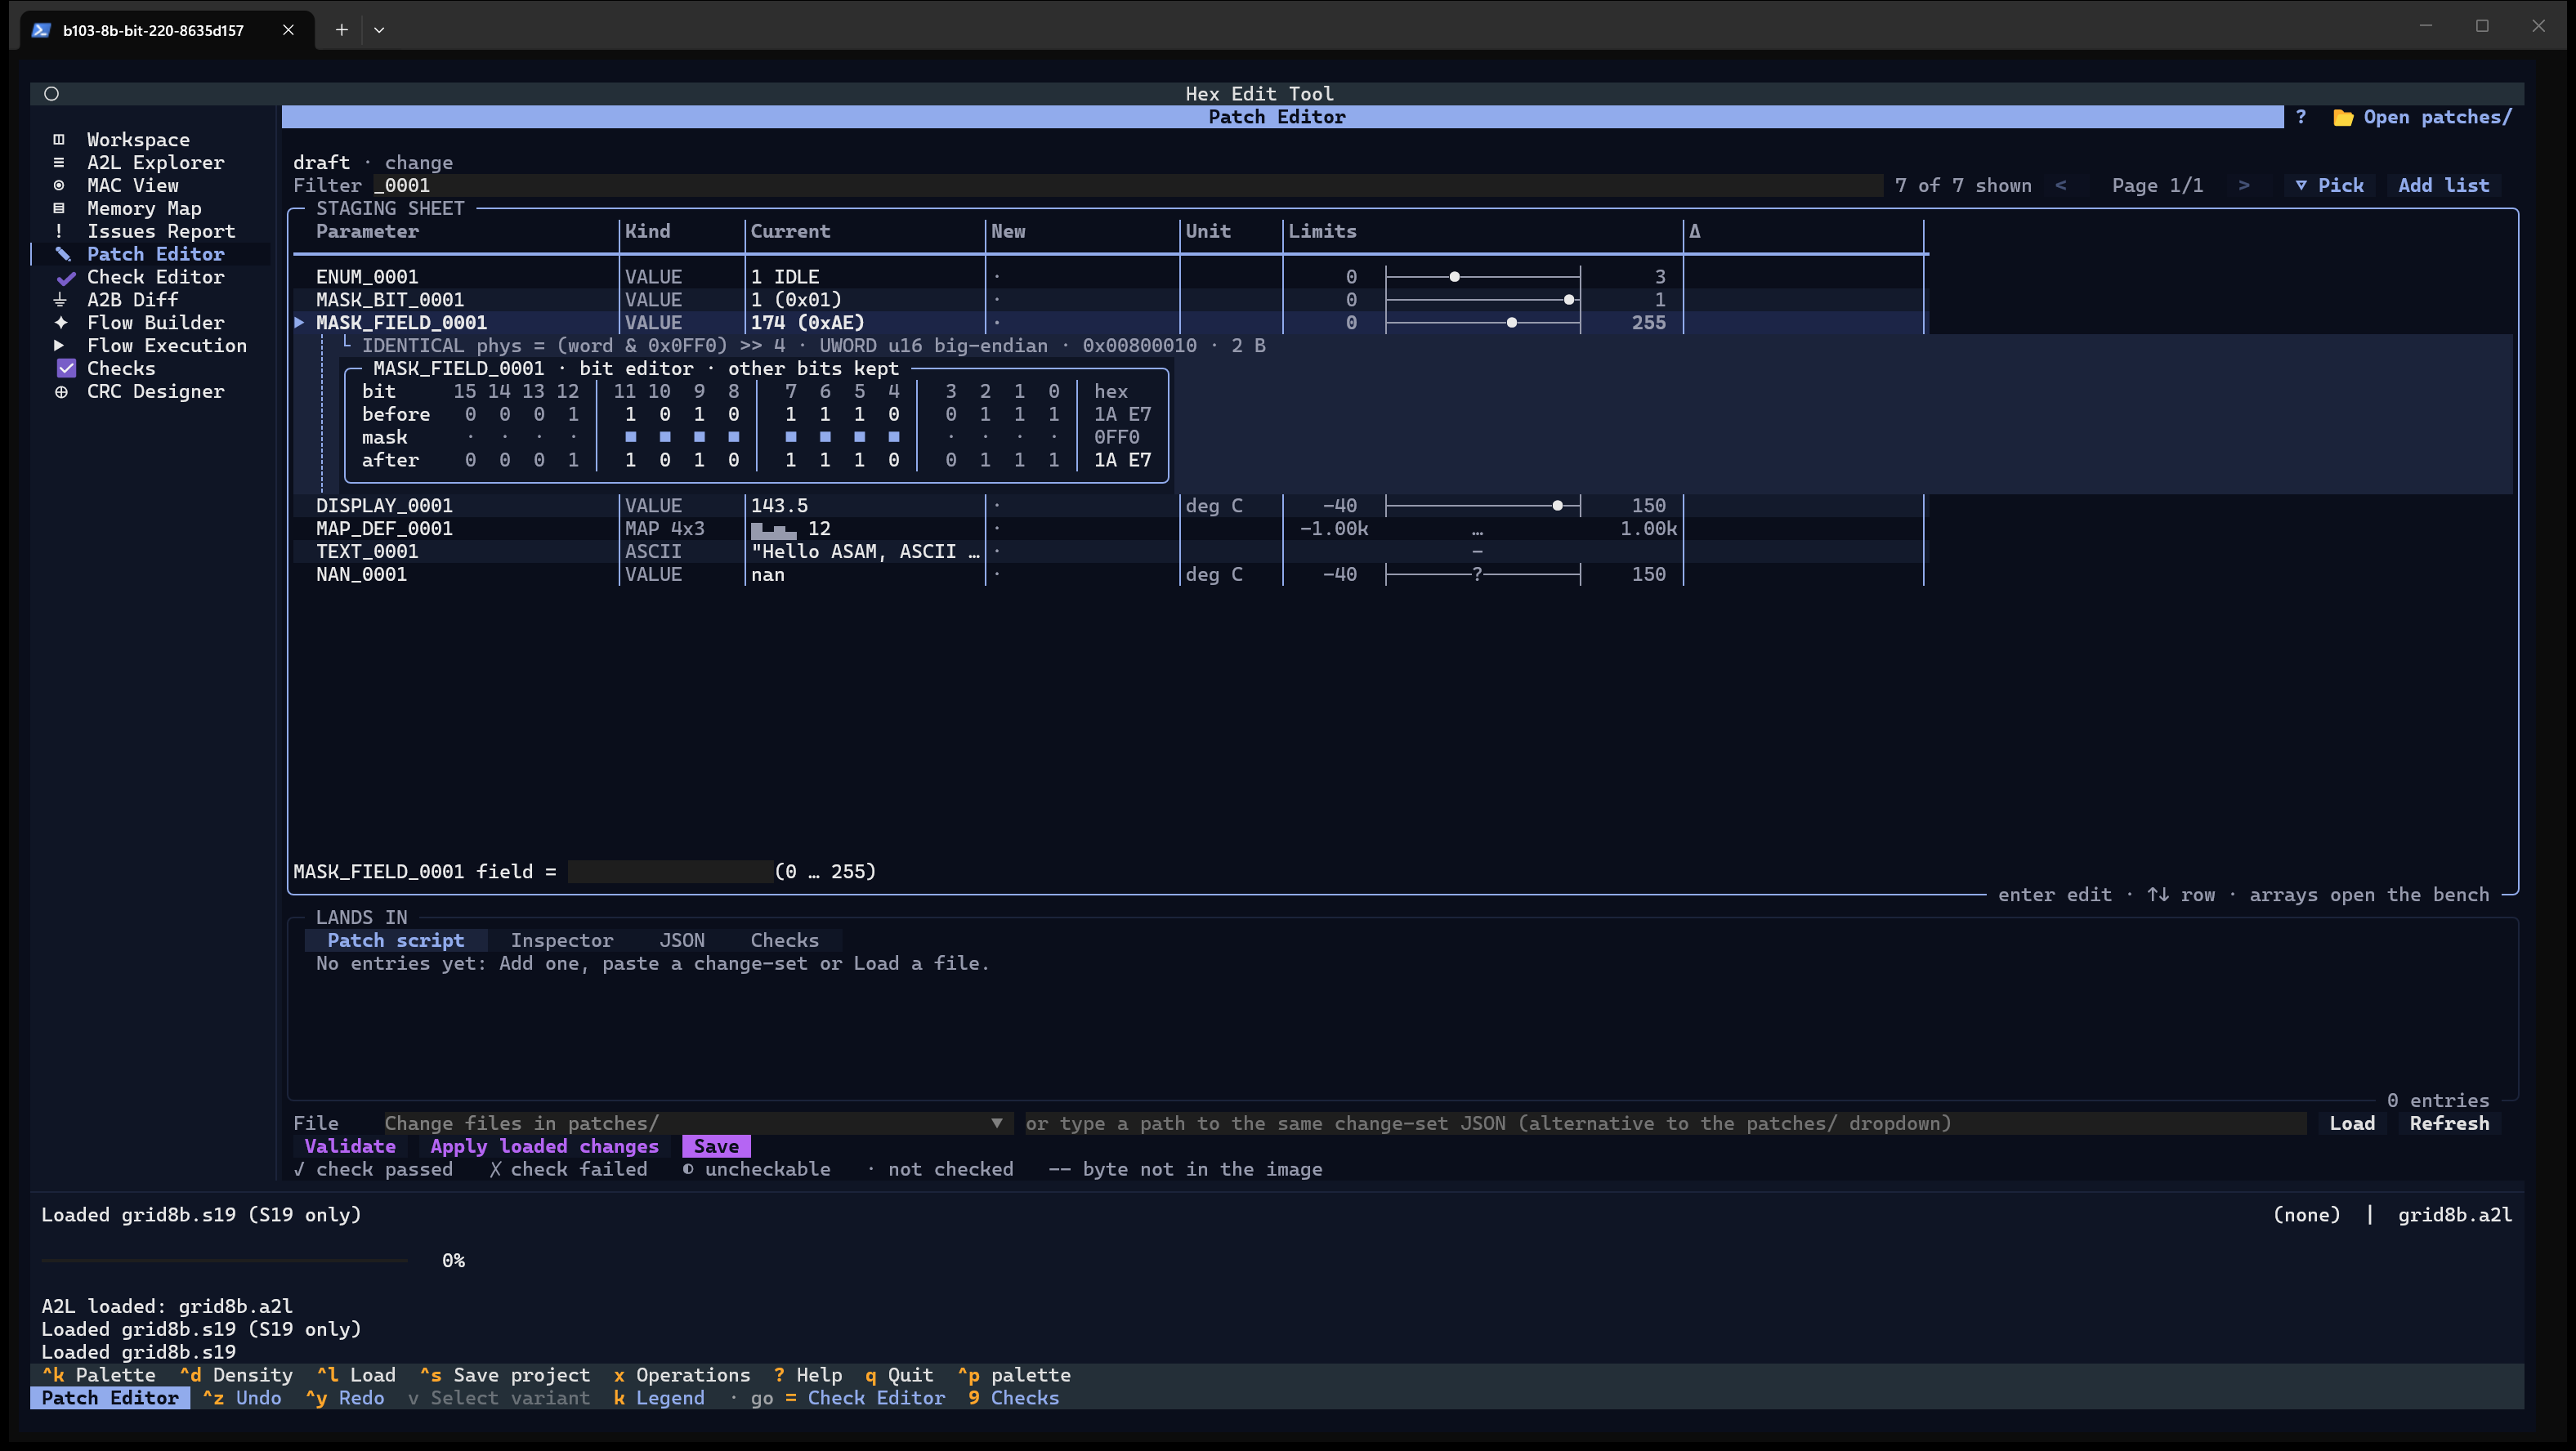 b103-8b-bit-220-8635d157
Hex Edit Tool
Patch Editor ? Open patches/
Workspace
A2L Explorer
MAC View
Memory Map
! Issues Report
Patch Editor
Check Editor
A2B Diff
Flow Builder
Flow Execution
Checks
CRC Designer
draft · change
Filter _0001 7 of 7 shown < Page 1/1 > ▽ Pick Add list
STAGING SHEET
Parameter Kind Current New Unit Limits Δ
ENUM_0001 VALUE 1 IDLE · 0 3
MASK_BIT_0001 VALUE 1 (0x01) · 0 1
▶ MASK_FIELD_0001 VALUE 174 (0xAE) · 0 255
└ IDENTICAL phys = (word & 0x0FF0) >> 4 · UWORD u16 big-endian · 0x00800010 · 2 B
MASK_FIELD_0001 · bit editor · other bits kept
bit 15 14 13 12 11 10 9 8 7 6 5 4 3 2 1 0 hex
before 0 0 0 1 1 0 1 0 1 1 1 0 0 1 1 1 1A E7
mask · · · · ■ ■ ■ ■ ■ ■ ■ ■ · · · · 0FF0
after 0 0 0 1 1 0 1 0 1 1 1 0 0 1 1 1 1A E7
DISPLAY_0001 VALUE 143.5 · deg C −40 150
MAP_DEF_0001 MAP 4x3 12 · −1.00k … 1.00k
TEXT_0001 ASCII "Hello ASAM, ASCII … · −
NAN_0001 VALUE nan · deg C −40 ? 150
MASK_FIELD_0001 field = (0 … 255)
enter edit · ↑↓ row · arrays open the bench
LANDS IN
Patch script Inspector JSON Checks
No entries yet: Add one, paste a change-set or Load a file.
0 entries
File Change files in patches/ ▼ or type a path to the same change-set JSON (alternative to the patches/ dropdown) Load Refresh
Validate Apply loaded changes Save
✓ check passed ✗ check failed ◐ uncheckable · not checked −− byte not in the image
Loaded grid8b.s19 (S19 only) (none) | grid8b.a2l
0%
A2L loaded: grid8b.a2l
Loaded grid8b.s19 (S19 only)
Loaded grid8b.s19
^k Palette ^d Density ^l Load ^s Save project x Operations ? Help q Quit ^p palette
Patch Editor ^z Undo ^y Redo v Select variant k Legend · go = Check Editor 9 Checks